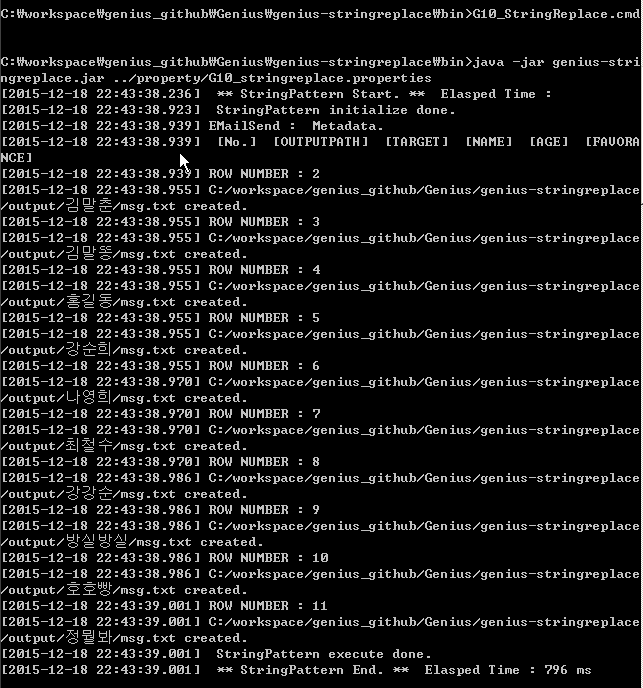 C:₩workspace₩genius_github₩Genius₩genius-stringreplace₩bin>G10_StringReplace.cmd
C:₩workspace₩genius_github₩Genius₩genius-stringreplace₩bin>java -jar genius-stri
ngreplace.jar ../property/G10_stringreplace.properties
[2015-12-18 22:43:38.236]  ** StringPattern Start. **  Elasped Time :
[2015-12-18 22:43:38.923]  StringPattern initialize done.
[2015-12-18 22:43:38.939] EMailSend :  Metadata.
[2015-12-18 22:43:38.939]  [No.]  [OUTPUTPATH]  [TARGET]  [NAME]  [AGE]  [FAVORA
NCE]
[2015-12-18 22:43:38.939] ROW NUMBER : 2
[2015-12-18 22:43:38.955] C:/workspace/genius_github/Genius/genius-stringreplace
/output/김말춘/msg.txt created.
[2015-12-18 22:43:38.955] ROW NUMBER : 3
[2015-12-18 22:43:38.955] C:/workspace/genius_github/Genius/genius-stringreplace
/output/김말똥/msg.txt created.
[2015-12-18 22:43:38.955] ROW NUMBER : 4
[2015-12-18 22:43:38.955] C:/workspace/genius_github/Genius/genius-stringreplace
/output/홍길동/msg.txt created.
[2015-12-18 22:43:38.955] ROW NUMBER : 5
[2015-12-18 22:43:38.955] C:/workspace/genius_github/Genius/genius-stringreplace
/output/강순희/msg.txt created.
[2015-12-18 22:43:38.955] ROW NUMBER : 6
[2015-12-18 22:43:38.970] C:/workspace/genius_github/Genius/genius-stringreplace
/output/나영희/msg.txt created.
[2015-12-18 22:43:38.970] ROW NUMBER : 7
[2015-12-18 22:43:38.970] C:/workspace/genius_github/Genius/genius-stringreplace
/output/최철수/msg.txt created.
[2015-12-18 22:43:38.970] ROW NUMBER : 8
[2015-12-18 22:43:38.986] C:/workspace/genius_github/Genius/genius-stringreplace
/output/강강순/msg.txt created.
[2015-12-18 22:43:38.986] ROW NUMBER : 9
[2015-12-18 22:43:38.986] C:/workspace/genius_github/Genius/genius-stringreplace
/output/방실방실/msg.txt created.
[2015-12-18 22:43:38.986] ROW NUMBER : 10
[2015-12-18 22:43:38.986] C:/workspace/genius_github/Genius/genius-stringreplace
/output/호호빵/msg.txt created.
[2015-12-18 22:43:39.001] ROW NUMBER : 11
[2015-12-18 22:43:39.001] C:/workspace/genius_github/Genius/genius-stringreplace
/output/정뭘봐/msg.txt created.
[2015-12-18 22:43:39.001]  StringPattern execute done.
[2015-12-18 22:43:39.001]  ** StringPattern End. **  Elasped Time : 796 ms